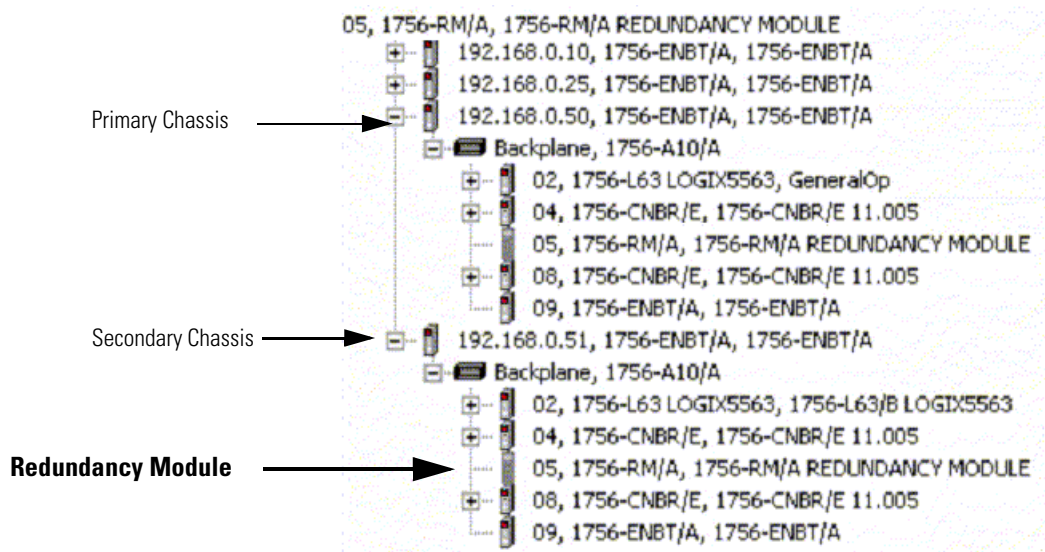 05, 1756-RM/A, 1756-RM/A REDUNDANCY MODULE
192.168.0.10, 1756-ENBT/A, 1756-ENBT/A
192.168.0.25, 1756-ENBT/A, 1756-ENBT/A
Primary Chassis
192.168.0.50, 1756-ENBT/A, 1756-ENBT/A
Backplane, 1756-A10/A
02, 1756-L63 LOGIX5563, GeneralOp
04, 1756-CNBR/E, 1756-CNBR/E 11.005
05, 1756-RM/A, 1756-RM/A REDUNDANCY MODULE
08, 1756-CNBR/E, 1756-CNBR/E 11.005
09, 1756-ENBT/A, 1756-ENBT/A
Secondary Chassis
192.168.0.51, 1756-ENBT/A, 1756-ENBT/A
Backplane, 1756-A10/A
02, 1756-L63 LOGIX5563, 1756-L63/B LOGIX5563
04, 1756-CNBR/E, 1756-CNBR/E 11.005
Redundancy Module
05, 1756-RM/A, 1756-RM/A REDUNDANCY MODULE
08, 1756-CNBR/E, 1756-CNBR/E 11.005
09, 1756-ENBT/A, 1756-ENBT/A